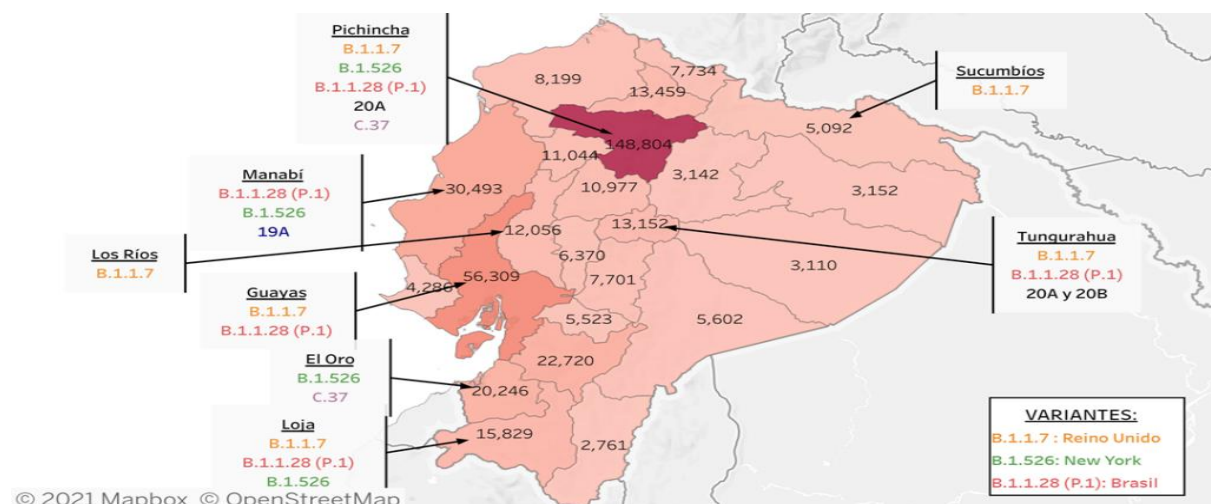 Pichincha
B.1.1.7
B.1.526
B.1.1.28 (P.1)
20A
C.37
Manabí
B.1.1.28 (P.1)
B.1.526
19A
Los Ríos
B.1.1.7
Guayas
B.1.1.7
B.1.1.28 (P.1)
El Oro
B.1.526
C.37
Loja
B.1.1.7
B.1.1.28 (P.1)
B.1.526
8,199
7,734
13,459
148,804
5,092
11,044
30,493
10,977
3,142
3,152
12,056
13,152
6,370
3,110
56,309
7,701
4,286
5,523
5,602
22,720
20,246
15,829
2,761
Sucumbíos
B.1.1.7
Tungurahua
B.1.1.7
B.1.1.28 (P.1)
20A y 20B
VARIANTES:
B.1.1.7 : Reino Unido
B.1.526: New York
B.1.1.28 (P.1): Brasil
© 2021 Mapbox © OpenStreetMap